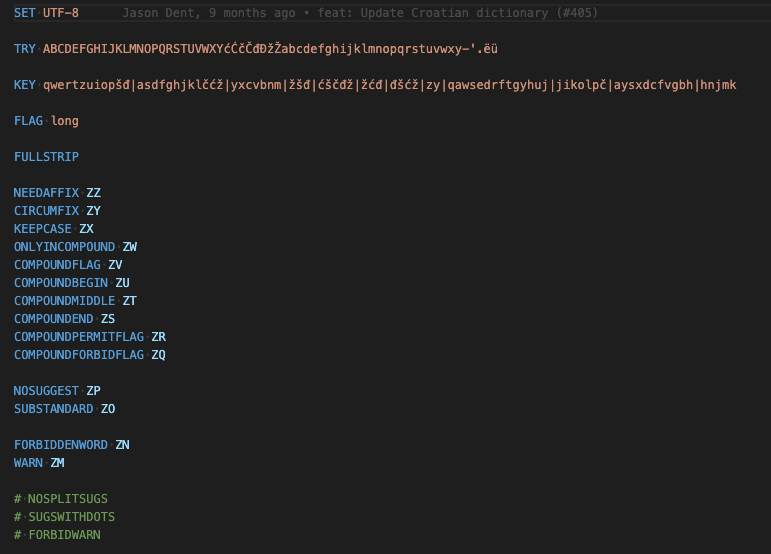 SET UTF-8 Jason Dent, 9 months ago • feat: Update Croatian dictionary (#405)
TRY ABCDEFGHIJKLMNOPQRSTUVWXYćĆčČđĐžŽabcdefghijklmnopqrstuvwxy-'.ëü
KEY qwertzuiopšđ|asdfghjklčćž|yxcvbnm|žšđ|ćščđž|žćđ|đšćž|zy|qawsedrftgyhuj|jikolpč|aysxdcfvgbh|hnjmk
FLAG long
FULLSTRIP
NEEDAFFIX ZZ
CIRCUMFIX ZY
KEEPCASE ZX
ONLYINCOMPOUND ZW
COMPOUNDFLAG ZV
COMPOUNDBEGIN ZU
COMPOUNDMIDDLE ZT
COMPOUNDEND ZS
COMPOUNDPERMITFLAG ZR
COMPOUNDFORBIDFLAG ZQ
NOSUGGEST ZP
SUBSTANDARD ZO
FORBIDDENWORD ZN
WARN ZM
# NOSPLITSUGS
# SUGSWITHDOTS
# FORBIDWARN